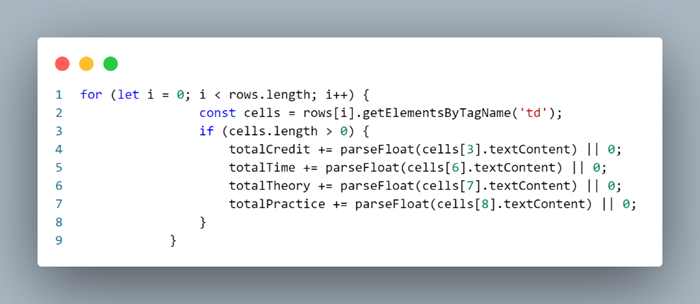 1 for (let i = 0; i < rows.length; i++) {
2 const cells = rows[i].getElementsByTagName('td');
3 if (cells.length > 0) {
4 totalCredit += parseFloat(cells[3].textContent) || 0;
5 totalTime += parseFloat(cells[6].textContent) || 0;
6 totalTheory += parseFloat(cells[7].textContent) || 0;
7 totalPractice += parseFloat(cells[8].textContent) || 0;
8 }
9 }